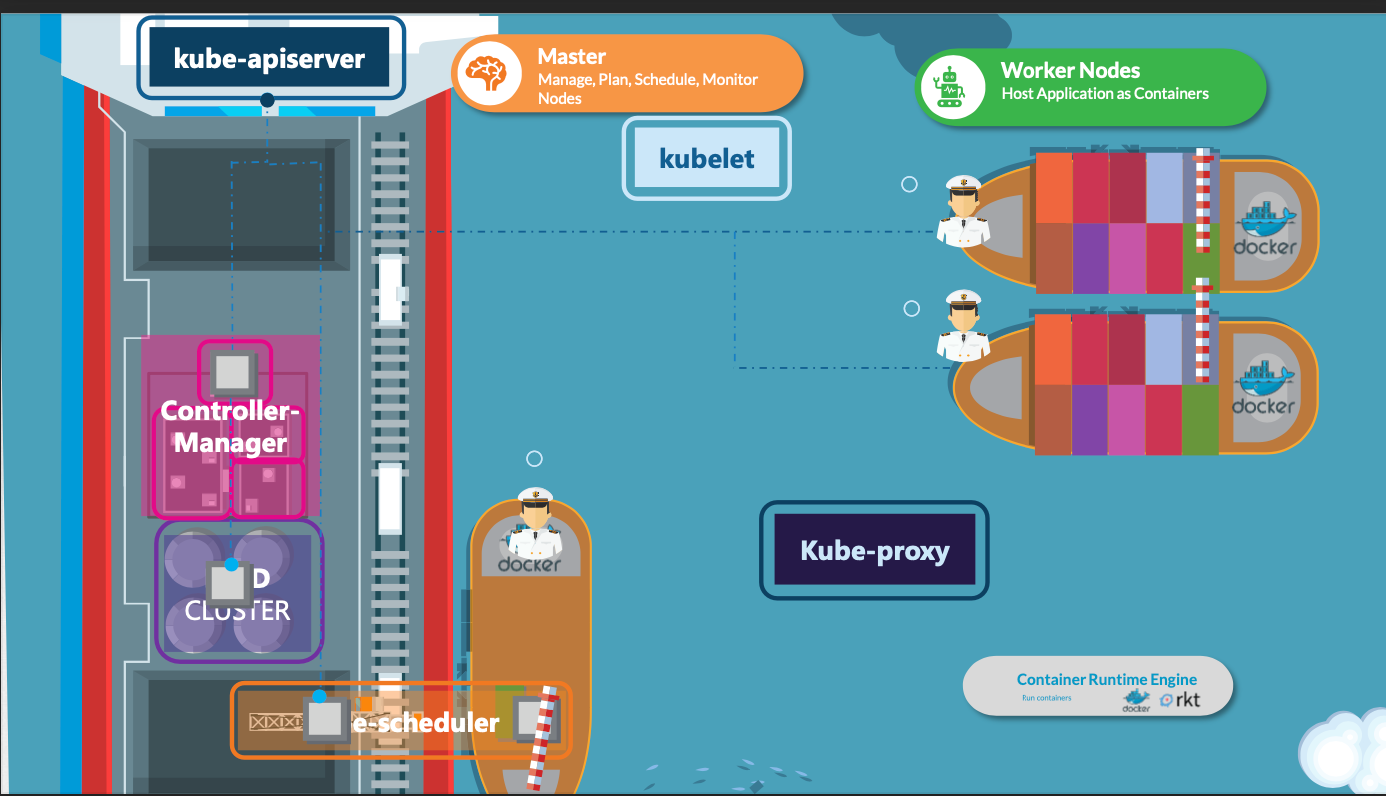 kube-apiserver
Master
Manage, Plan, Schedule, Monitor
Nodes
Worker Nodes
Host Application as Containers
kubelet
docker
docker
Controller-
Manager
CLUSTER
docker
Kube-proxy
e-scheduler
Container Runtime Engine
Run containers
docker
rkt